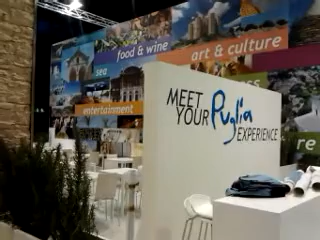 food & wine
art & culture
sea
entertainment
MEET
YOUR Puglia
EXPERIENCE